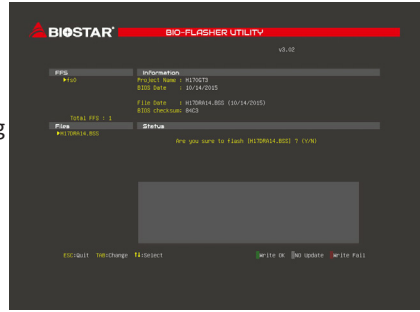 BIOSTAR
BIO-FLASHER UTILITY
v3.02
FFS
fs0
Total FFS : 1
Information
Project Name : H170GT3
BIOS Date : 10/14/2015
File Date : H17DRA14.BSS (10/14/2015)
BIOS checksum: 84C3
Files
H17DRA14.BSS
Status
Are you sure to flash [H17DRA14.BSS] ? (Y/N)
ESC:Quit TAB:Change ↑↓:Select
Write OK NO Update Write Fail
g